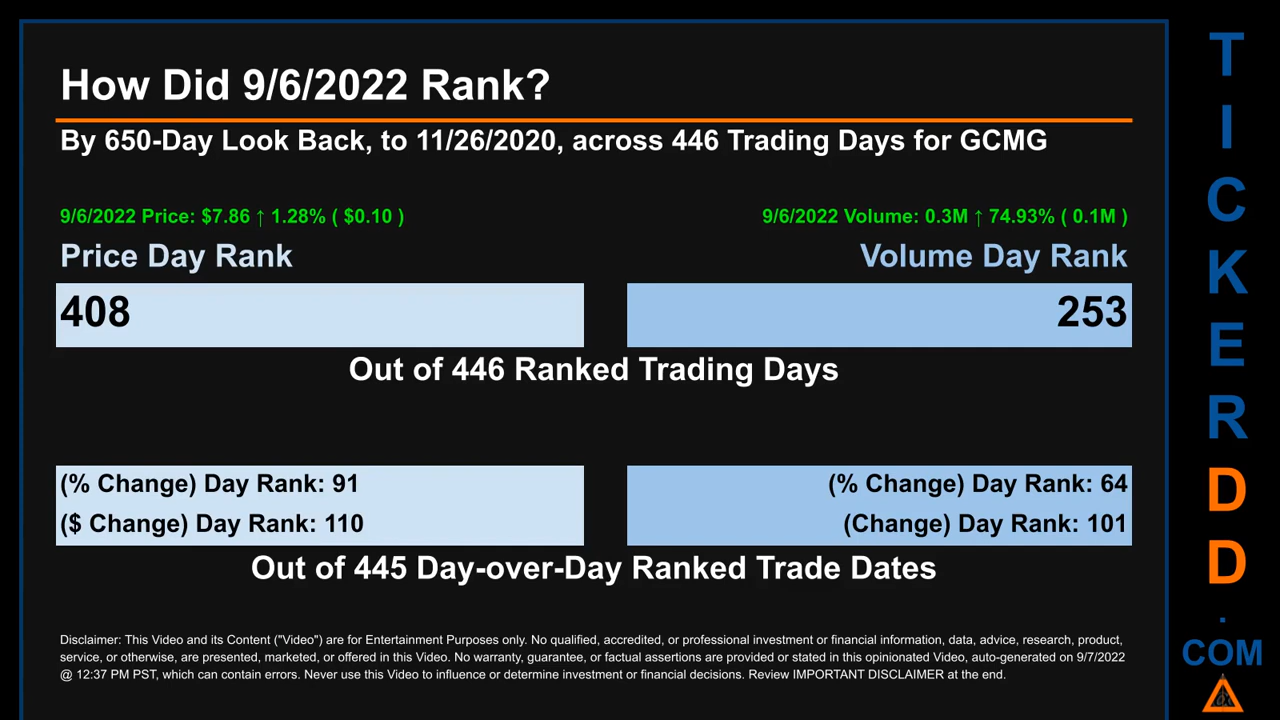 How Did 9/6/2022 Rank?
By 650-Day Look Back, to 11/26/2020, across 446 Trading Days for GCMG
9/6/2022 Price: $7.86 ↑ 1.28% ( $0.10 )
9/6/2022 Volume: 0.3M ↑ 74.93% ( 0.1M )
Price Day Rank
Volume Day Rank
408
253
Out of 446 Ranked Trading Days
(% Change) Day Rank: 91
($ Change) Day Rank: 110
(% Change) Day Rank: 64
(Change) Day Rank: 101
Out of 445 Day-over-Day Ranked Trade Dates
Disclaimer: This Video and its Content ("Video") are for Entertainment Purposes only. No qualified, accredited, or professional investment or financial information, data, advice, research, product,
service, or otherwise, are presented, marketed, or offered in this Video. No warranty, guarantee, or factual assertions are provided or stated in this opinionated Video, auto-generated on 9/7/2022
@ 12:37 PM PST, which can contain errors. Never use this Video to influence or determine investment or financial decisions. Review IMPORTANT DISCLAIMER at the end.
T
I
C
K
E
R
D
D
.
COM